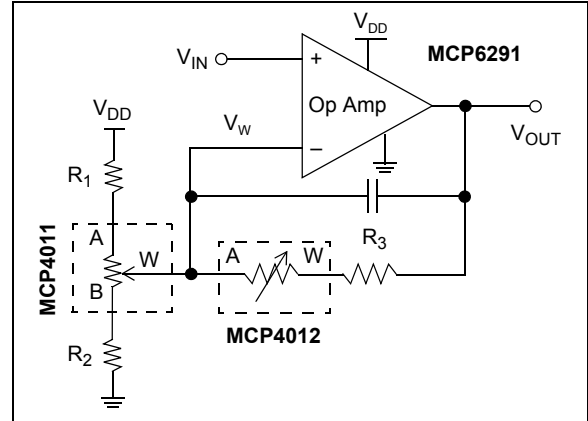 VDD
MCP6291
VIN
+
Op Amp
VDD
VW
–
VOUT
R1
R3
MCP4011
A
W
B
A
W
MCP4012
R2